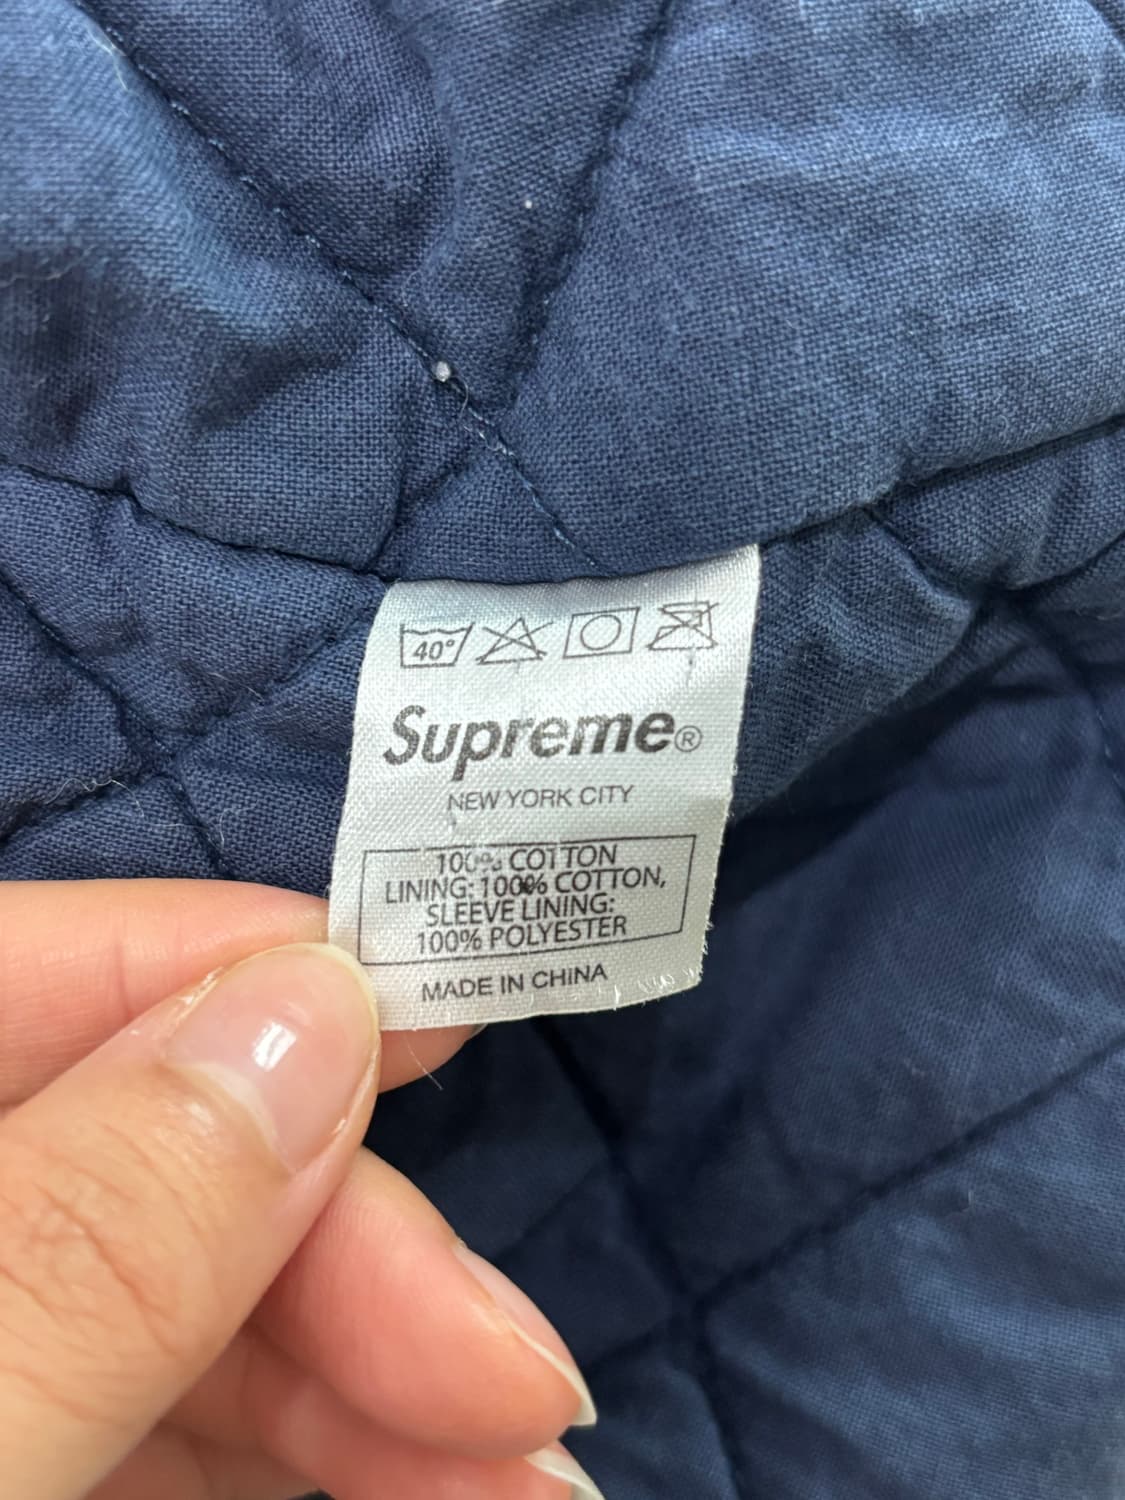 40°
Supreme®
NEW YORK CITY
100% COTTON
LINING: 100% COTTON,
SLEEVE LINING:
100% POLYESTER
MADE IN CHINA